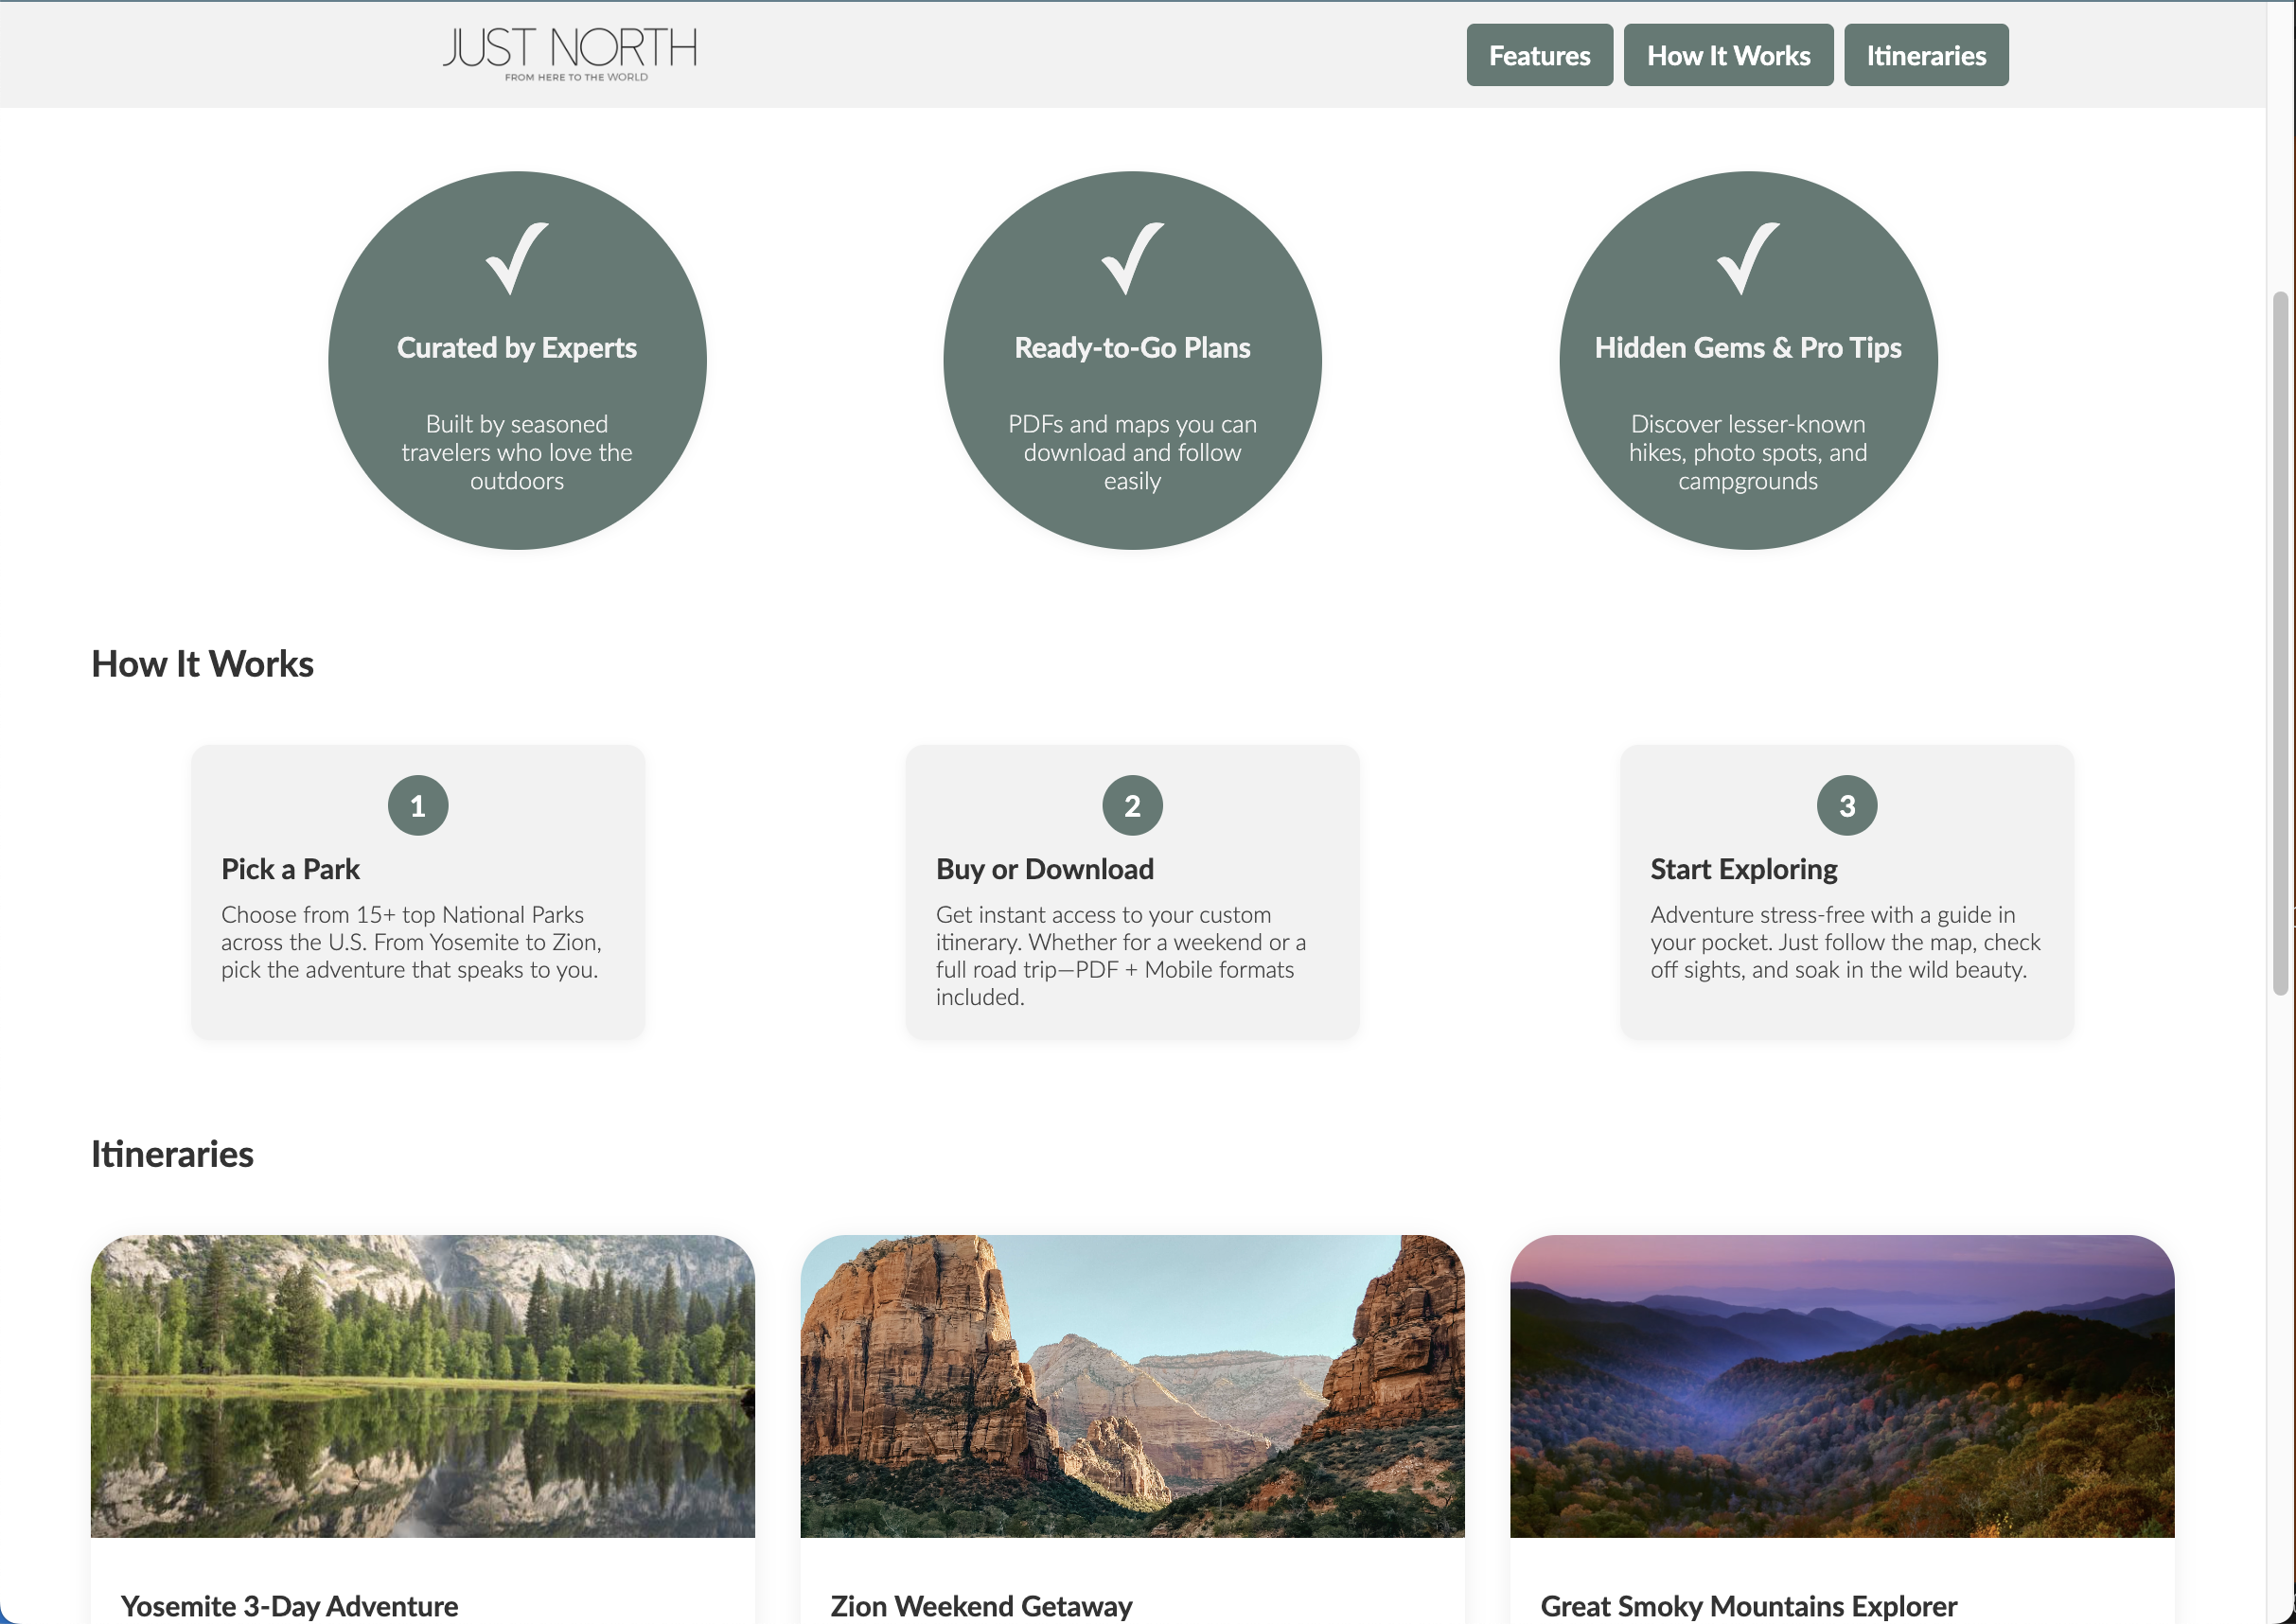 JUST NORTH
FROM HERE TO THE WORLD
Features
How It Works
Itineraries
Curated by Experts
Built by seasoned
travelers who love the
outdoors
Ready-to-Go Plans
PDFs and maps you can
download and follow
easily
Hidden Gems & Pro Tips
Discover lesser-known
hikes, photo spots, and
campgrounds
How It Works
1
Pick a Park
Choose from 15+ top National Parks
across the U.S. From Yosemite to Zion,
pick the adventure that speaks to you.
2
Buy or Download
Get instant access to your custom
itinerary. Whether for a weekend or a
full road trip—PDF + Mobile formats
included.
3
Start Exploring
Adventure stress-free with a guide in
your pocket. Just follow the map, check
off sights, and soak in the wild beauty.
Itineraries
Yosemite 3-Day Adventure
Zion Weekend Getaway
Great Smoky Mountains Explorer